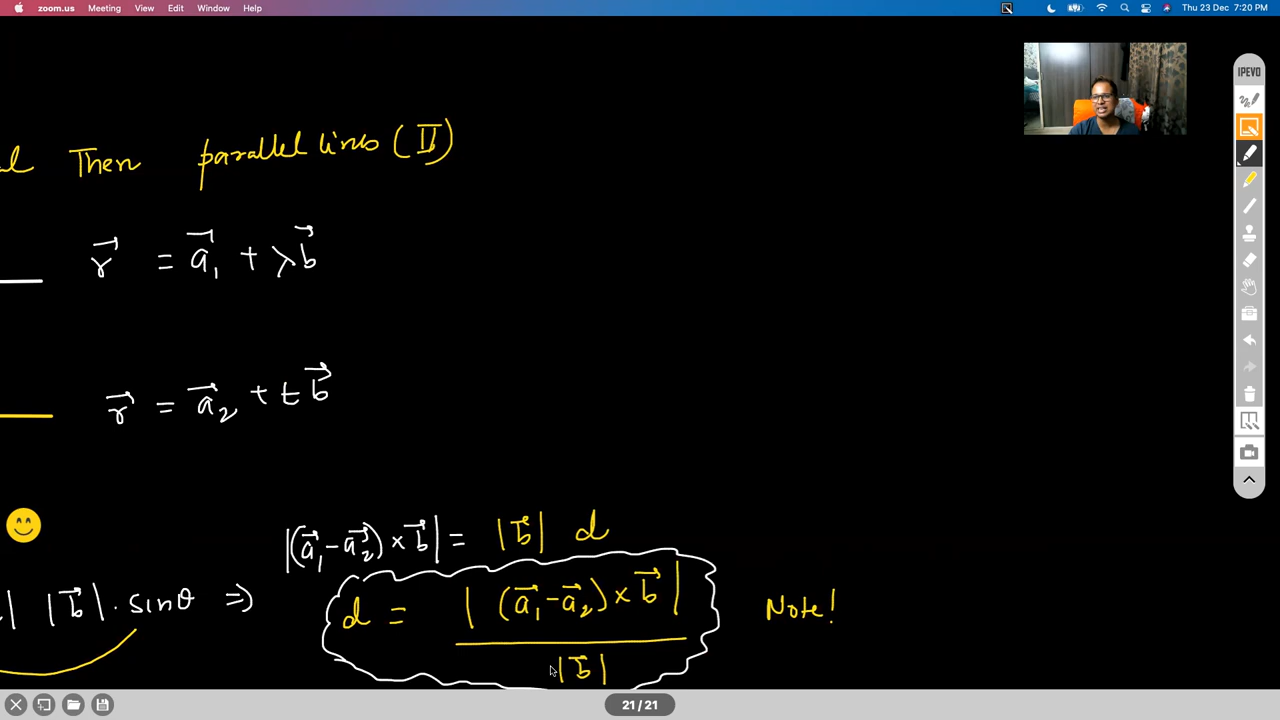 zoom.us Meeting View Edit Window Help Thu 23 Dec 7:20 PM
IPEVO
Then parallel lines (II)
r⃗ = a⃗₁ + λb⃗
r⃗ = a⃗₂ + t b⃗
|(a⃗₁-a⃗₂)×b⃗| = |b⃗| d
| |b⃗|·sinθ ⇒ d = |(a⃗₁-a⃗₂)×b⃗| Note!
|b⃗|
21/21